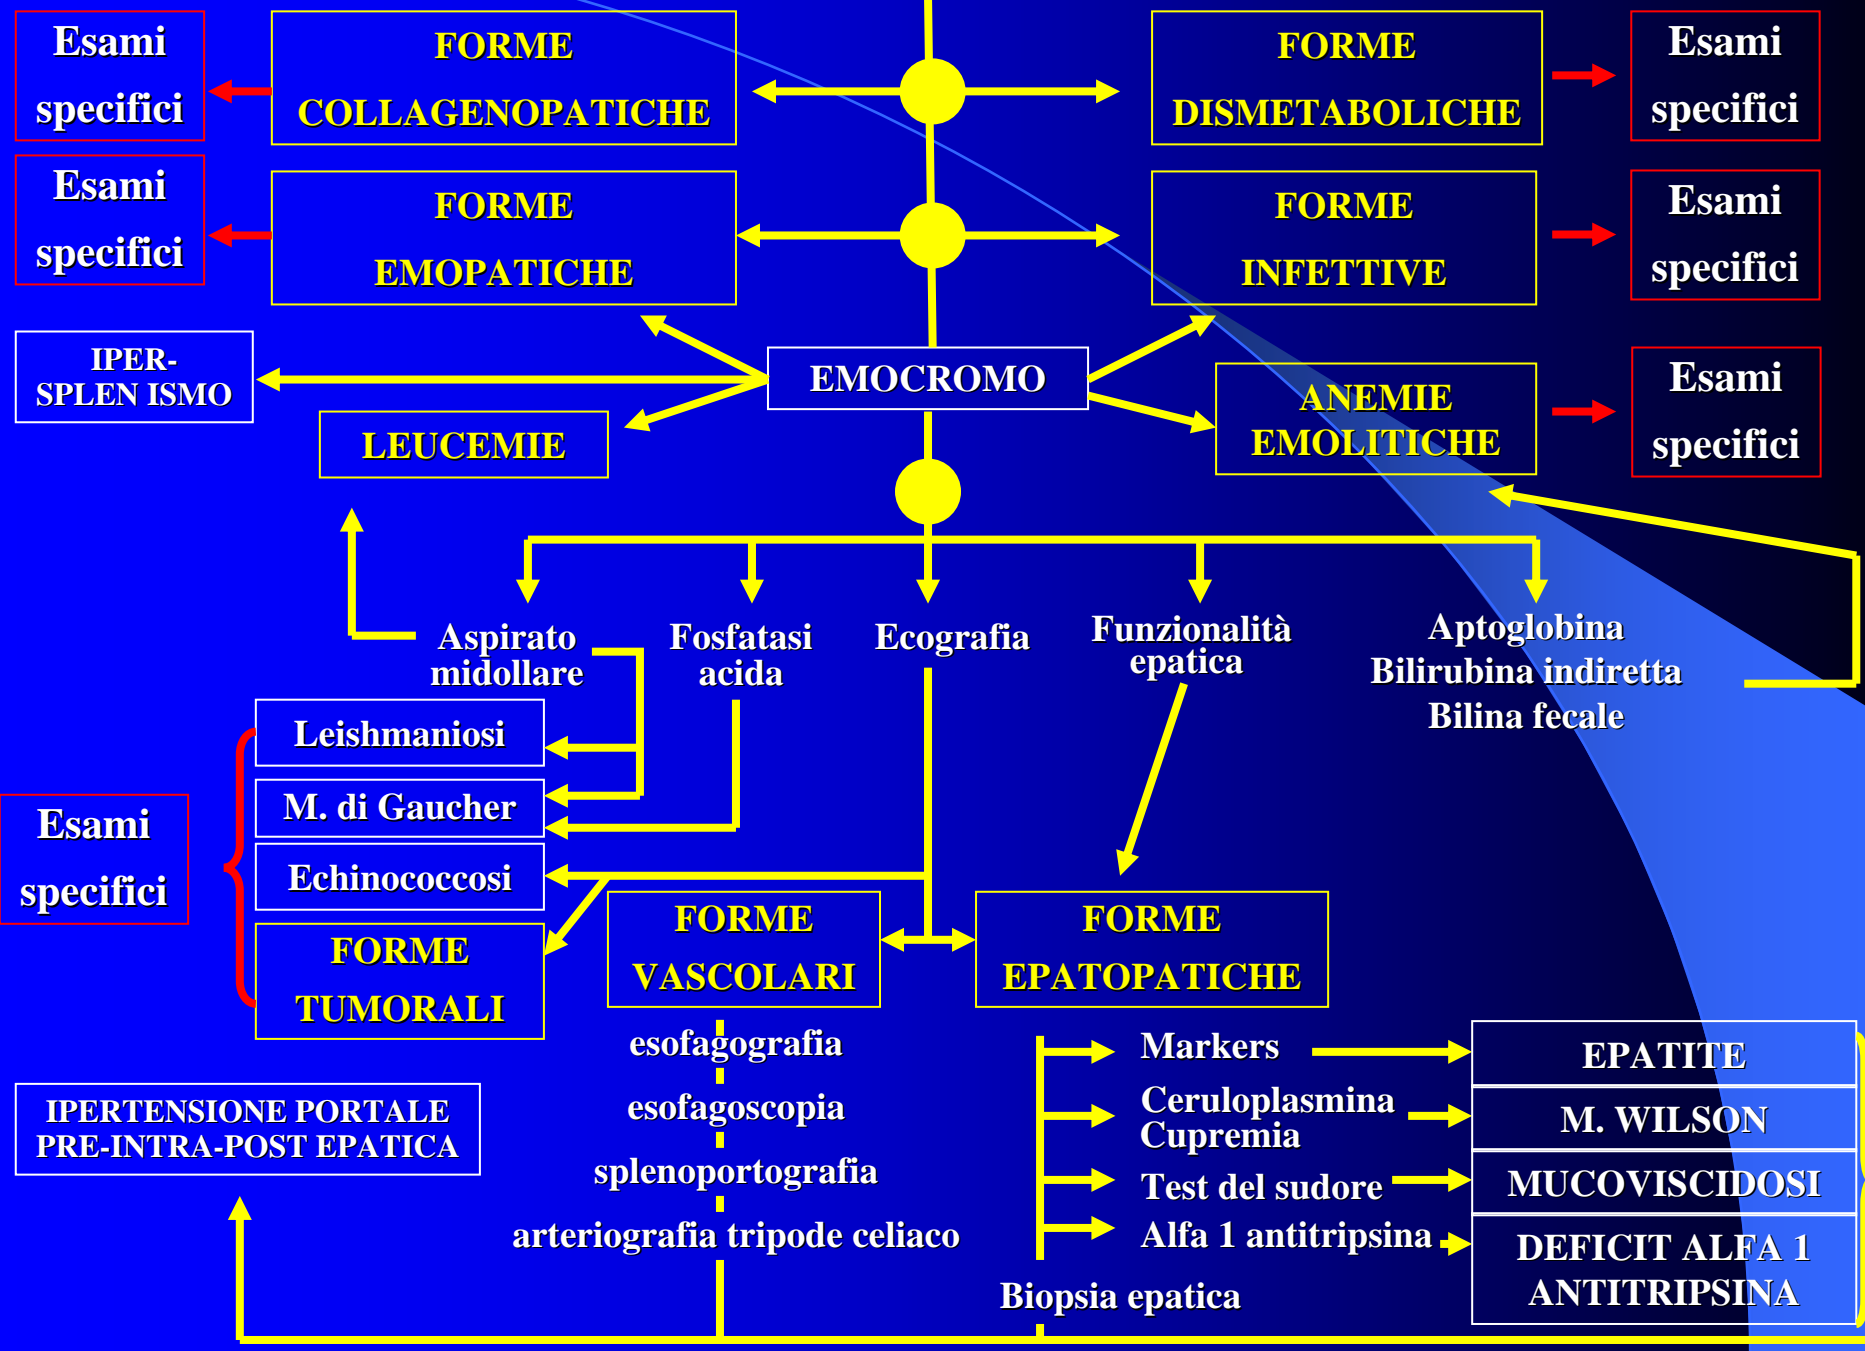 Esami
specifici
FORME
COLLAGENOPATICHE
FORME
DISMETABOLICHE
Esami
specifici
Esami
specifici
FORME
EMOPATICHE
FORME
INFETTIVE
Esami
specifici
IPER-
SPLEN ISMO
EMOCROMO
LEUCEMIE
ANEMIE
EMOLITICHE
Esami
specifici
Aspirato
midollare
Fosfatasi
acida
Ecografia
Funzionalità
epatica
Aptoglobina
Bilirubina indiretta
Bilina fecale
Esami
specifici
Leishmaniosi
M. di Gaucher
Echinococcosi
FORME
TUMORALI
FORME
VASCOLARI
FORME
EPATOPATICHE
esofagografia
esofagoscopia
splenoportografia
arteriografia tripode celiaco
Markers
Ceruloplasmina
Cupremia
Test del sudore
Alfa 1 antitripsina
Biopsia epatica
EPATITE
M. WILSON
MUCOVISCIDOSI
DEFICIT ALFA 1
ANTITRIPSINA
IPERTENSIONE PORTALE
PRE-INTRA-POST EPATICA